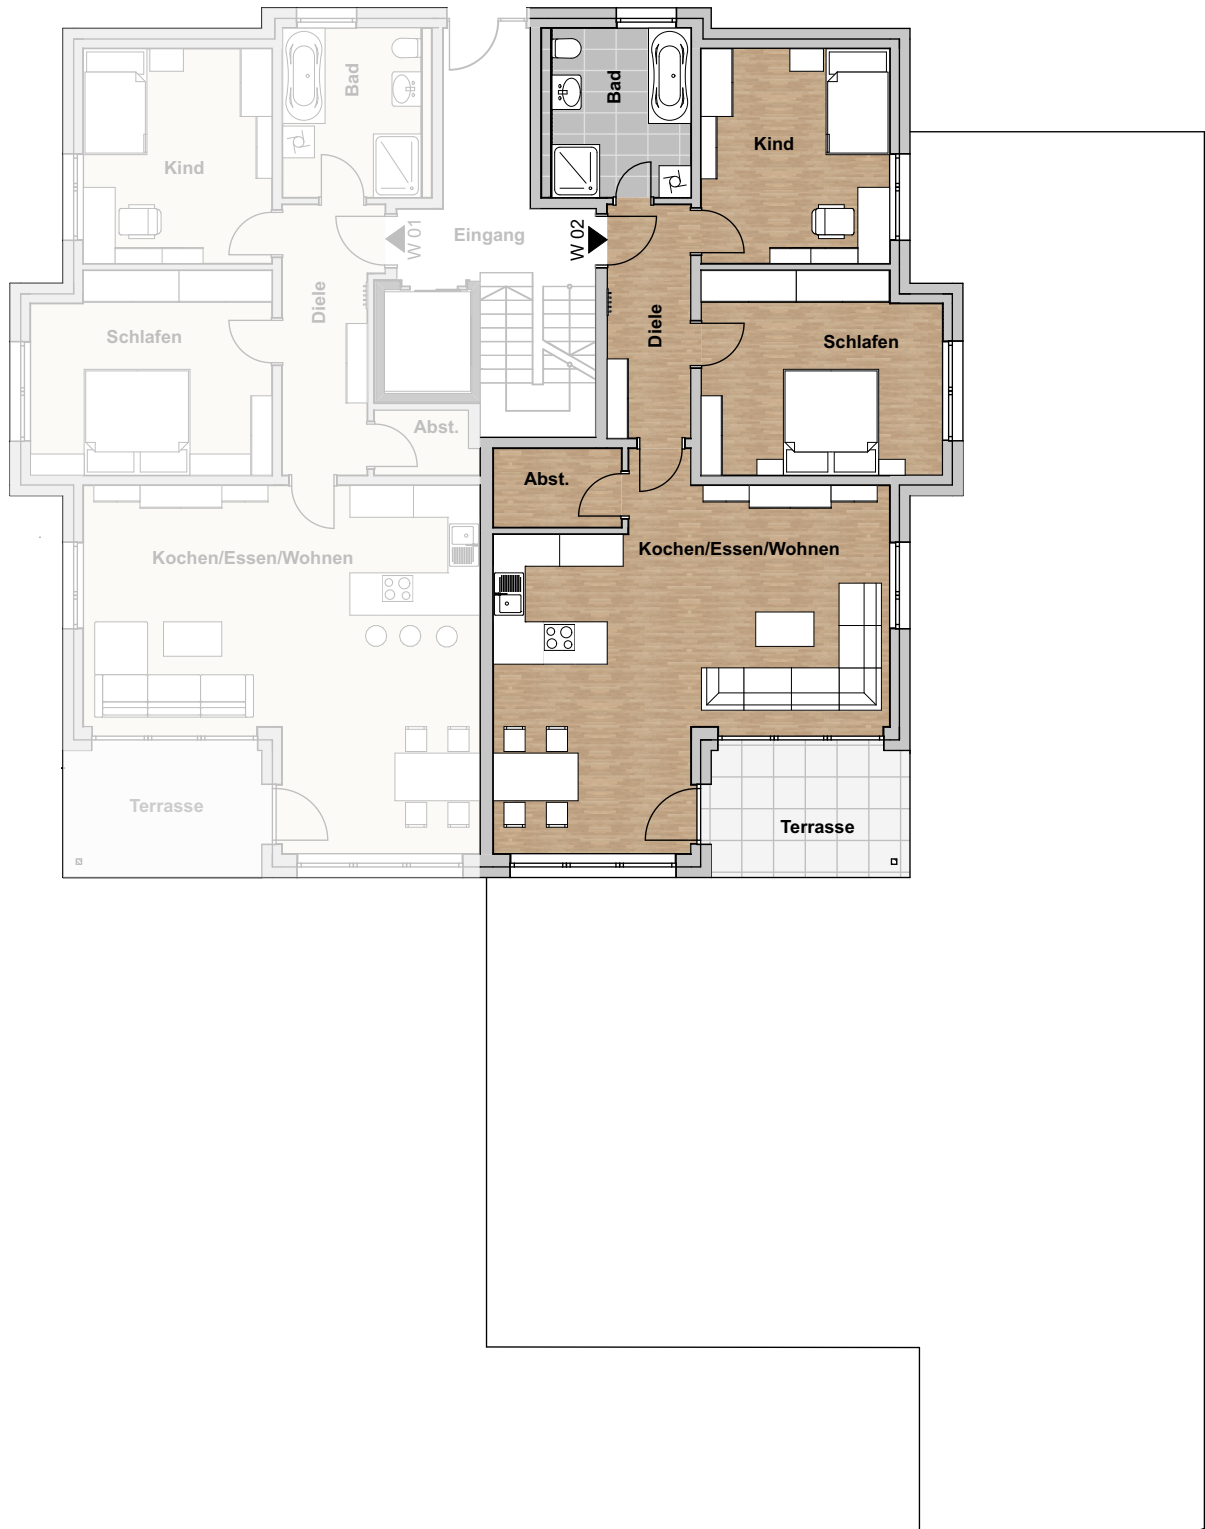 Bad
Bad
Kind
Kind
W 01
Eingang
W 02
Diele
Diele
Schlafen
Schlafen
Abst.
Abst.
Kochen/Essen/Wohnen
Kochen/Essen/Wohnen
Terrasse
Terrasse